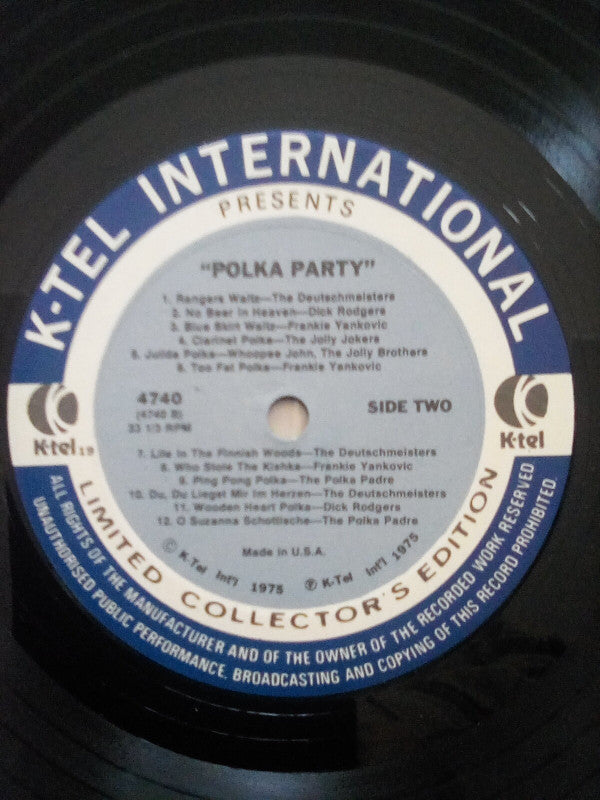 K-TEL INTERNATIONAL
PRESENTS
"POLKA PARTY"
1. Rangers Waltz—The Deutschmeisters
2. No Beer in Heaven—Dick Rodgers
3. Blue Skirt Waltz—Frankie Yankovic
4. Clarinet Polka—The Jolly Jokers
5. Julida Polka—Whoopee John, The Jolly Brothers
6. Too Fat Polka—Frankie Yankovic
4740
(4740 B)
33 1/3 RPM
SIDE TWO
K-tel 19
K-tel
7. Life in The Finnish Woods—The Deutschmeisters
8. Who Stole The Kishka—Frankie Yankovic
9. Ping Pong Polka—The Polka Padre
10. Du, Du Liegst Mir Im Herzen—The Deutschmeisters
11. Wooden Heart Polka—Dick Rodgers
12. O Suzanna Schottische—The Polka Padre
Made in U.S.A.
© K-Tel Int'l 1975 ℗ K-Tel Int'l 1975
LIMITED COLLECTOR'S EDITION
ALL RIGHTS OF THE MANUFACTURER AND OF THE OWNER OF THE RECORDED WORK RESERVED
UNAUTHORISED PUBLIC PERFORMANCE, BROADCASTING AND COPYING OF THIS RECORD PROHIBITED